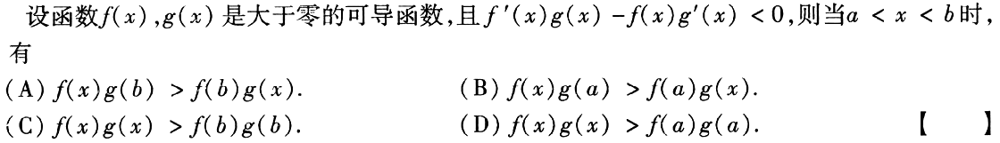 设函数f(x),g(x)是大于零的可导函数,且f′(x)g(x)-f(x)g′(x)<0,则当a<x<b时,
有
(A) f(x)g(b)>f(b)g(x). (B) f(x)g(a)>f(a)g(x).
(C) f(x)g(x)>f(b)g(b). (D) f(x)g(x)>f(a)g(a). 【 】